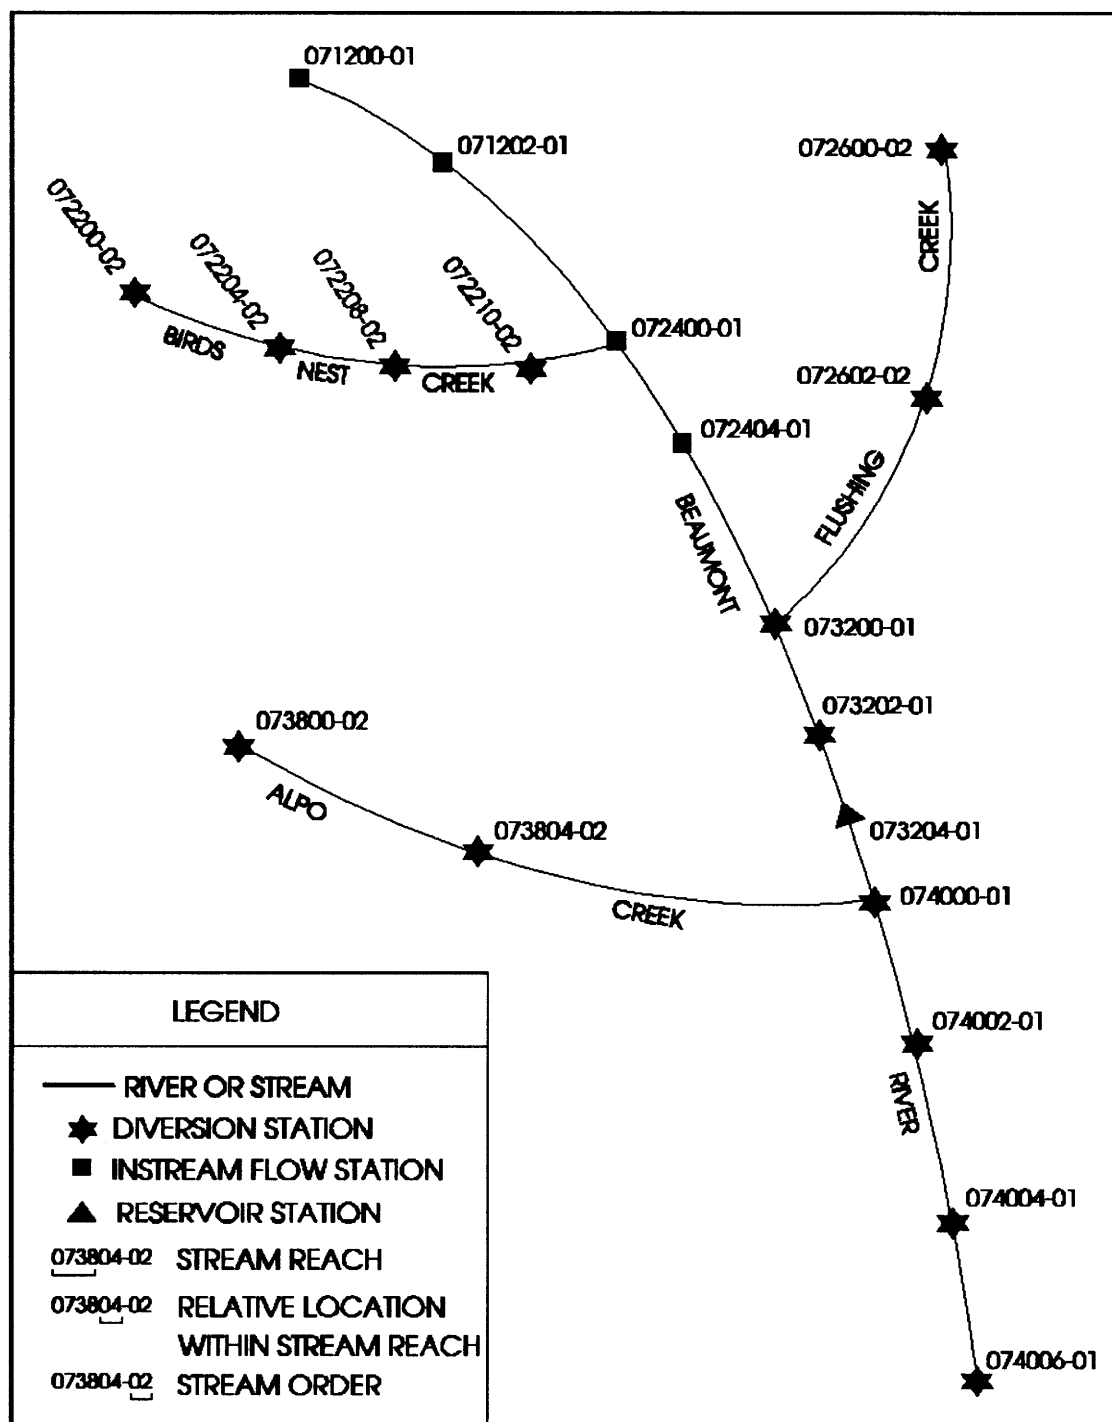 071200-01
071202-01
072600-02
CREEK
072200-02
072204-02
072208-02
072210-02
072400-01
BIRDS
NEST
CREEK
072602-02
072404-01
FLUSHING
BEAUMONT
073200-01
073202-01
073800-02
ALPO
073804-02
073204-01
CREEK
074000-01
074002-01
RIVER
074004-01
074006-01
LEGEND
RIVER OR STREAM
DIVERSION STATION
INSTREAM FLOW STATION
RESERVOIR STATION
073804-02 STREAM REACH
073804-02 RELATIVE LOCATION
WITHIN STREAM REACH
073804-02 STREAM ORDER